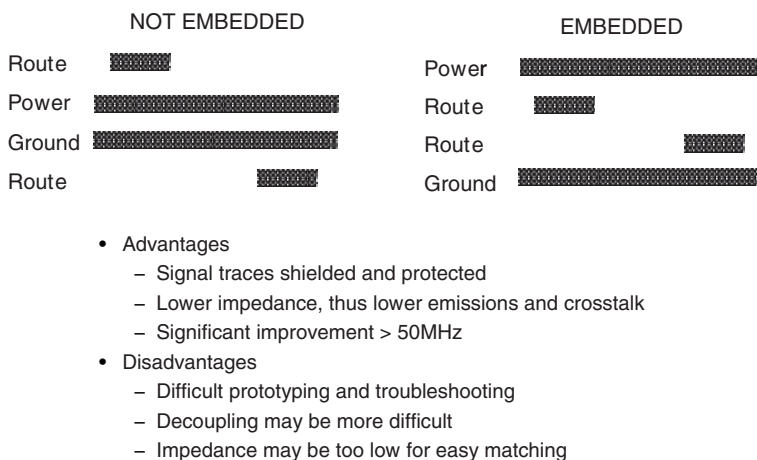 NOT EMBEDDED
Route
Power
Ground
Route
EMBEDDED
Power
Route
Route
Ground
• Advantages
– Signal traces shielded and protected
– Lower impedance, thus lower emissions and crosstalk
– Significant improvement > 50MHz
• Disadvantages
– Difficult prototyping and troubleshooting
– Decoupling may be more difficult
– Impedance may be too low for easy matching